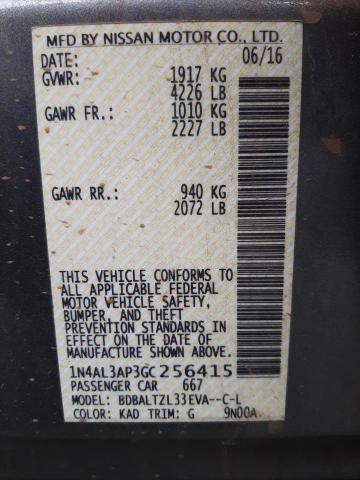 MFD BY NISSAN MOTOR CO., LTD.
DATE: 06/16
GVWR: 1917 KG
4226 LB
GAWR FR.: 1010 KG
2227 LB
GAWR RR.: 940 KG
2072 LB
THIS VEHICLE CONFORMS TO
ALL APPLICABLE FEDERAL
MOTOR VEHICLE SAFETY,
BUMPER, AND THEFT
PREVENTION STANDARDS
IN EFFECT ON THE DATE OF
MANUFACTURE SHOWN ABOVE.
1N4AL3AP3GC256415
PASSENGER CAR 667
MODEL: BDBALTZL33EVA--C-L
COLOR: KAD TRIM: G 9N00A